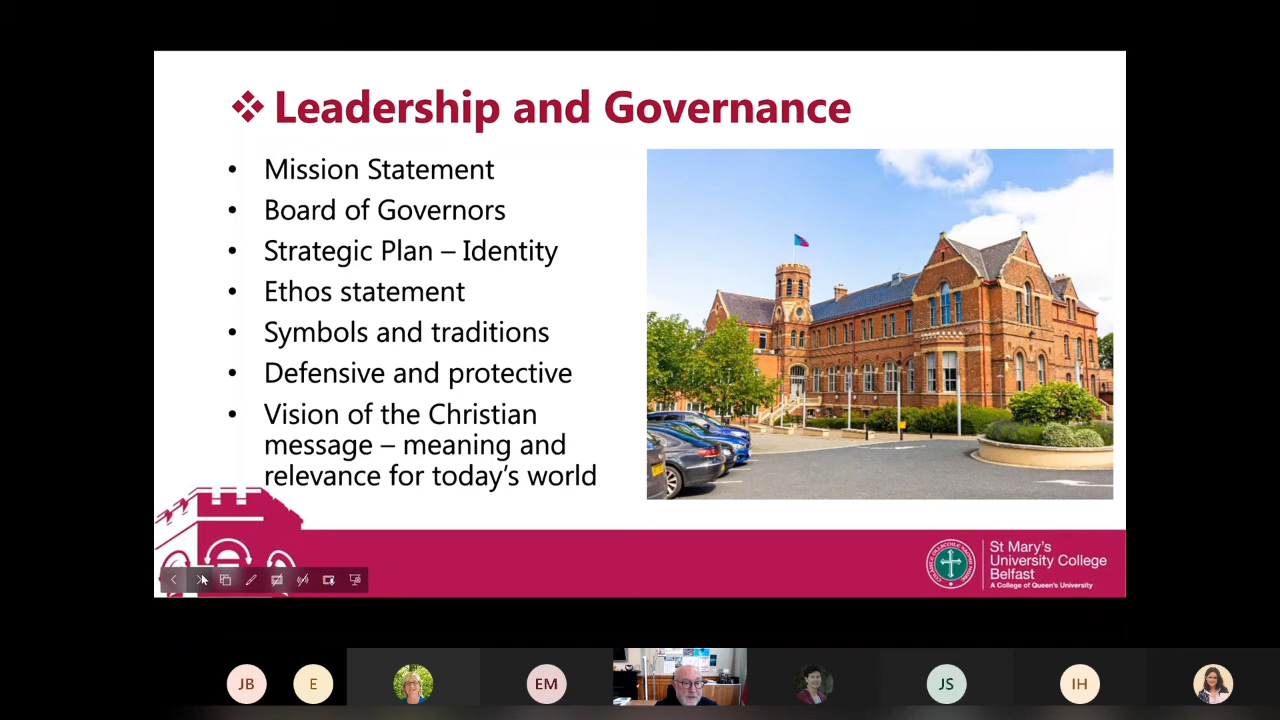 ❖ Leadership and Governance
• Mission Statement
• Board of Governors
• Strategic Plan – Identity
• Ethos statement
• Symbols and traditions
• Defensive and protective
• Vision of the Christian
message – meaning and
relevance for today's world
St Mary's
University College
Belfast
A College of Queen's University
JB
E
EM
JS
IH